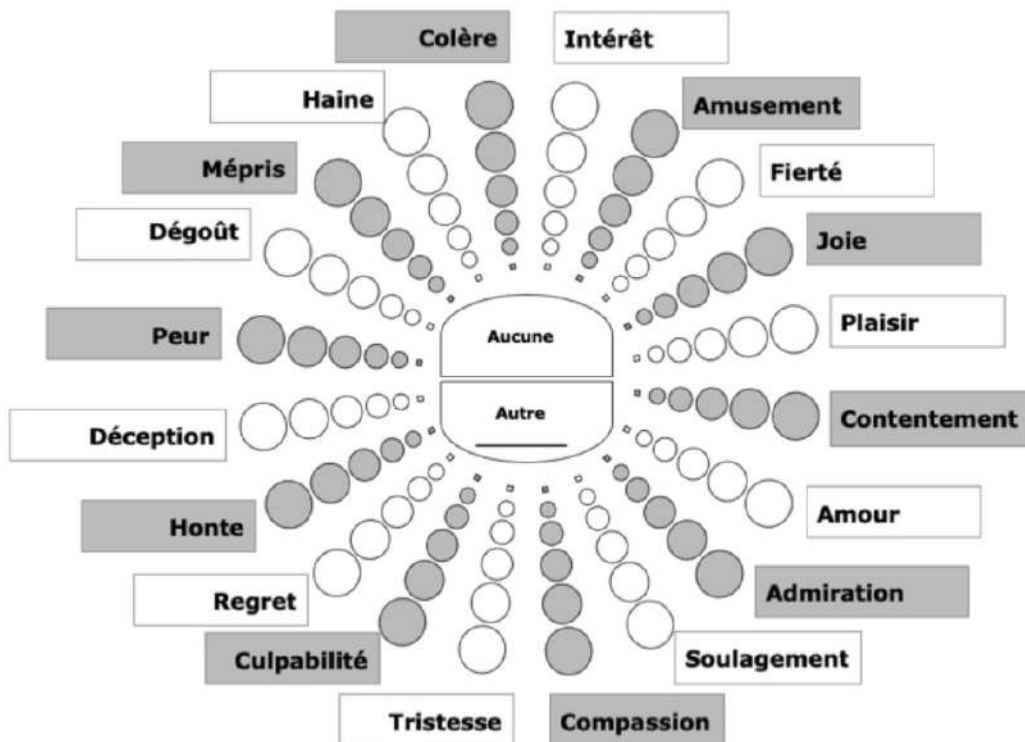 Colère
Intérêt
Haine
Amusement
Mépris
Fierté
Dégoût
Joie
Peur
Aucune
Plaisir
Déception
Autre
Contentement
Honte
Amour
Regret
Admiration
Culpabilité
Soulagement
Tristesse
Compassion